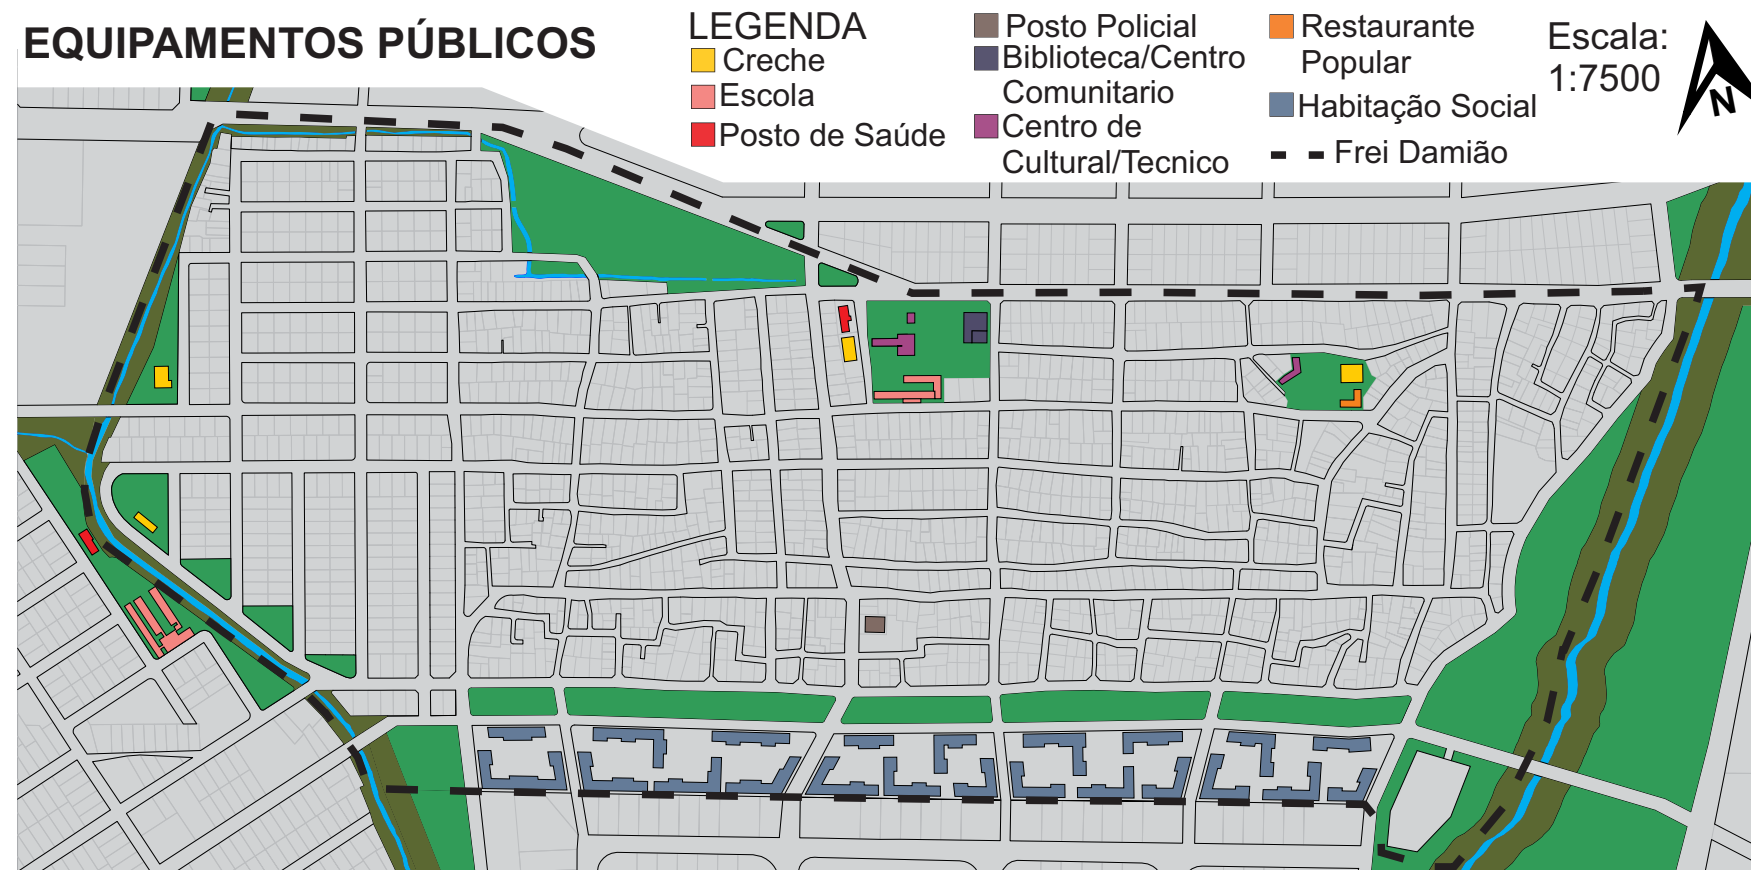 EQUIPAMENTOS PÚBLICOS
LEGENDA
Creche
Escola
Posto de Saúde
Posto Policial
Biblioteca/Centro
Comunitario
Centro de
Cultural/Tecnico
Restaurante
Popular
Habitação Social
Frei Damião
Escala:
1:7500
N